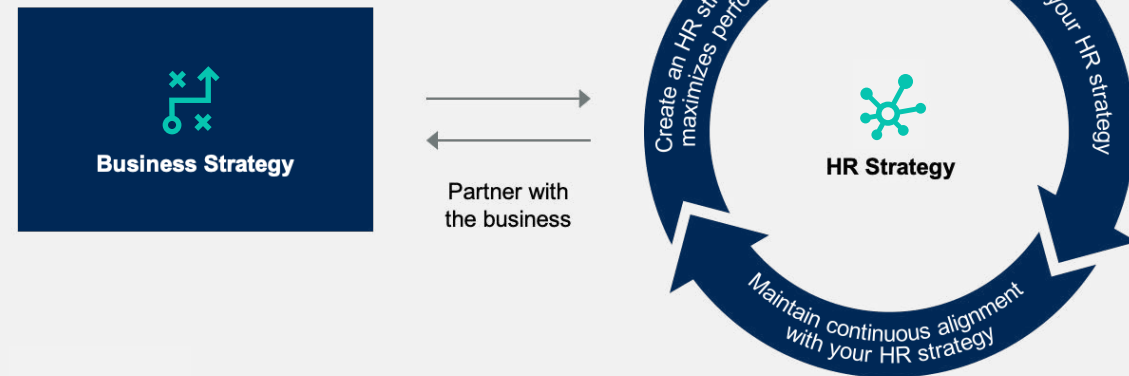 Business Strategy
Partner with
the business
Create an HR
maximizes
your HR strategy
HR Strategy
Maintain continuous alignment
with your HR strategy